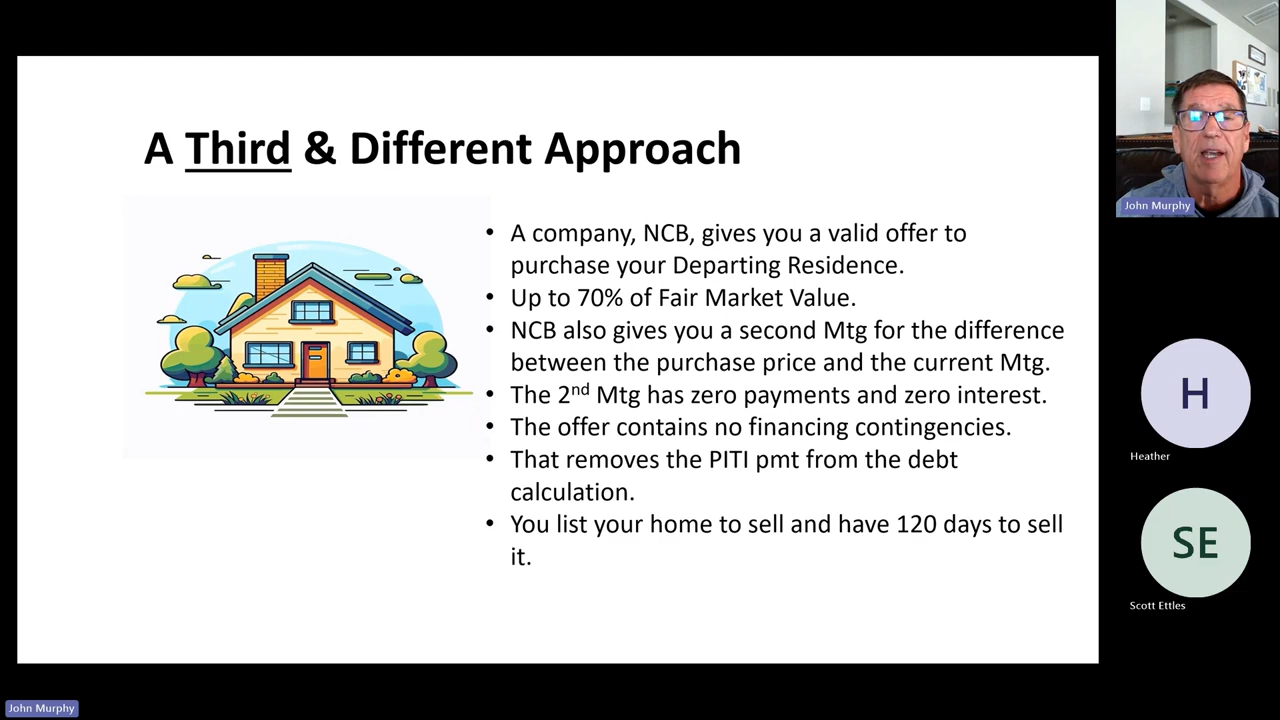 A Third & Different Approach
• A company, NCB, gives you a valid offer to
purchase your Departing Residence.
• Up to 70% of Fair Market Value.
• NCB also gives you a second Mtg for the difference
between the purchase price and the current Mtg.
• The 2nd Mtg has zero payments and zero interest.
• The offer contains no financing contingencies.
• That removes the PITI pmt from the debt
calculation.
• You list your home to sell and have 120 days to sell
it.
John Murphy
H
Heather
SE
Scott Ettles
John Murphy